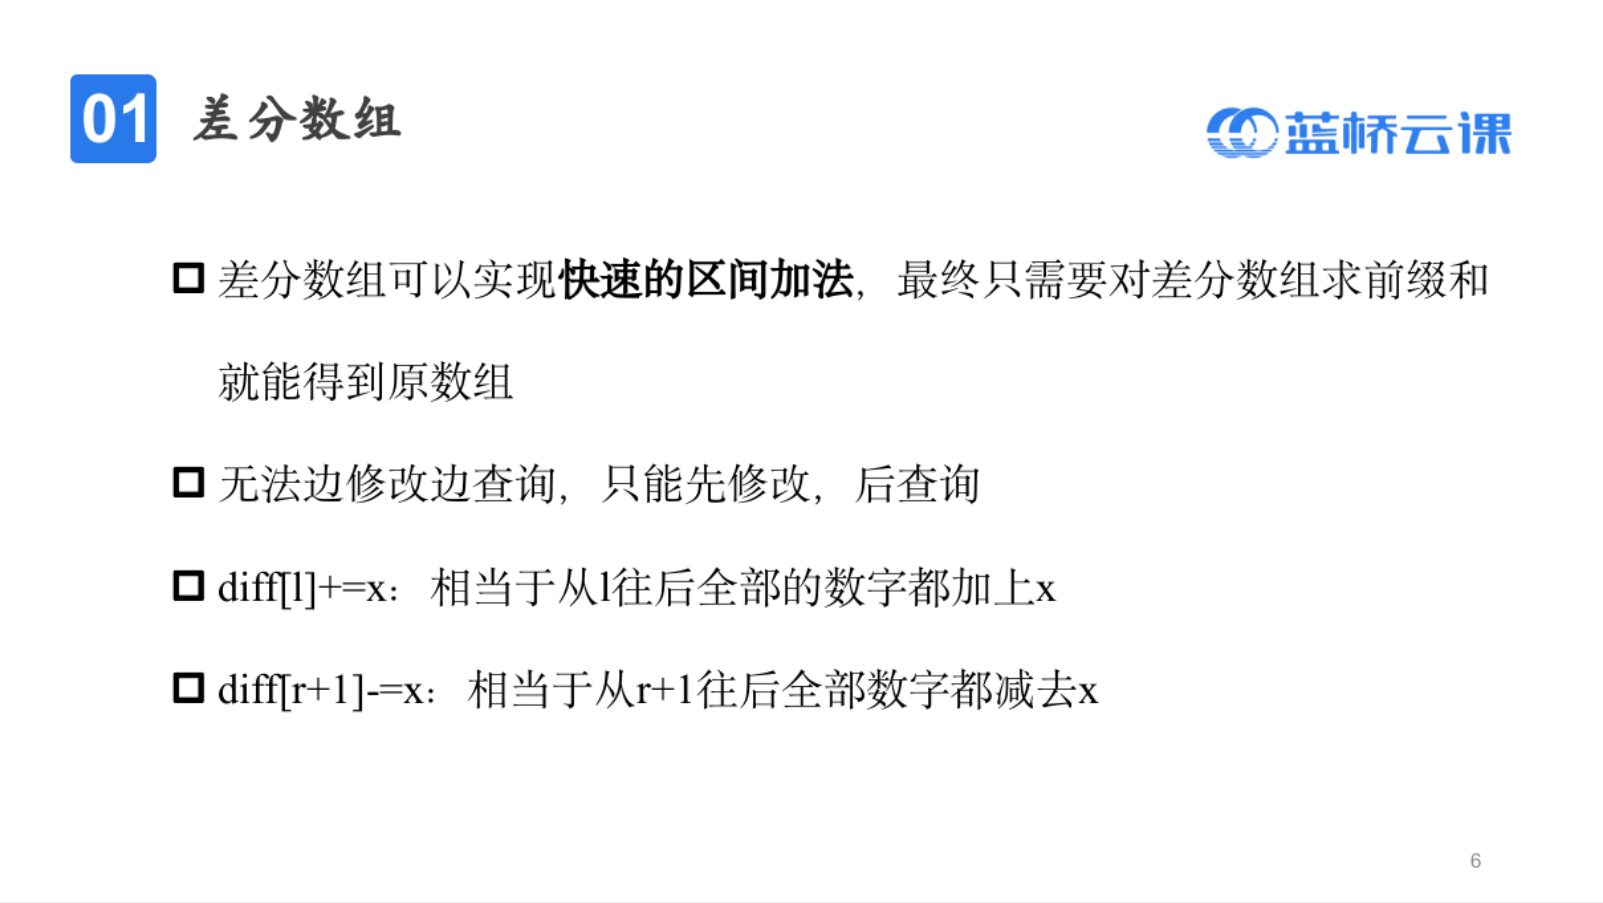 01 差分数组
蓝桥云课
差分数组可以实现快速的区间加法，最终只需要对差分数组求前缀和
就能得到原数组
无法边修改边查询，只能先修改，后查询
diff[l]+=x：相当于从l往后全部的数字都加上x
diff[r+1]-=x：相当于从r+1往后全部数字都减去x
6